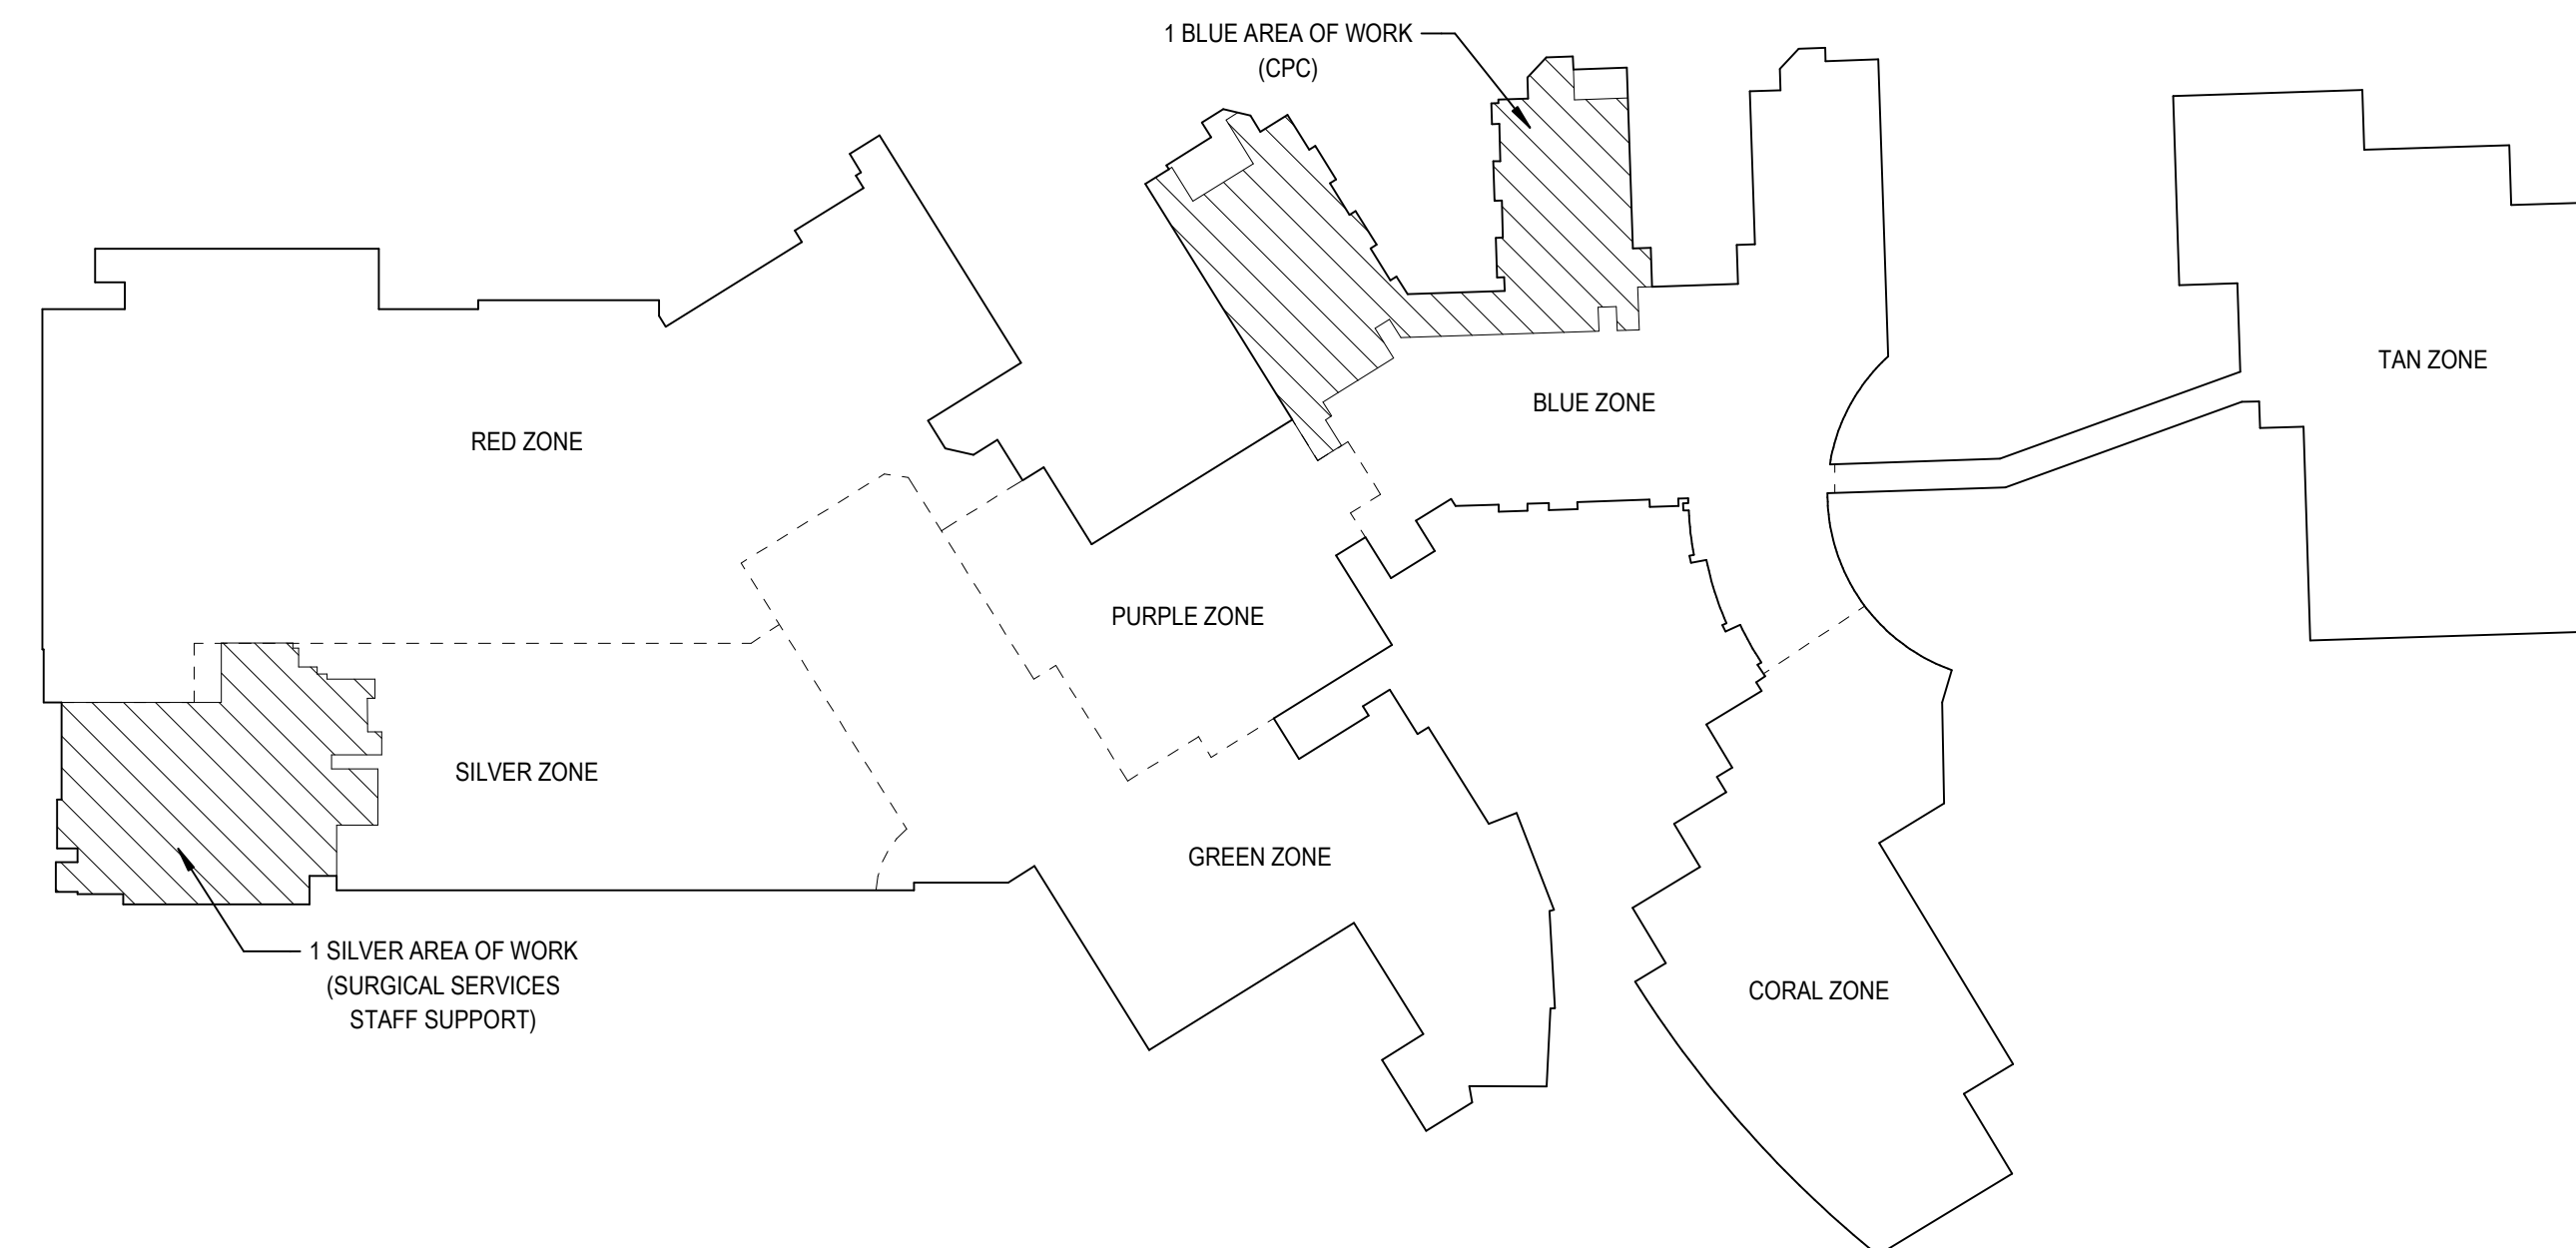 1 BLUE AREA OF WORK
(CPC)
TAN ZONE
BLUE ZONE
RED ZONE
PURPLE ZONE
SILVER ZONE
GREEN ZONE
1 SILVER AREA OF WORK
(SURGICAL SERVICES
STAFF SUPPORT)
CORAL ZONE